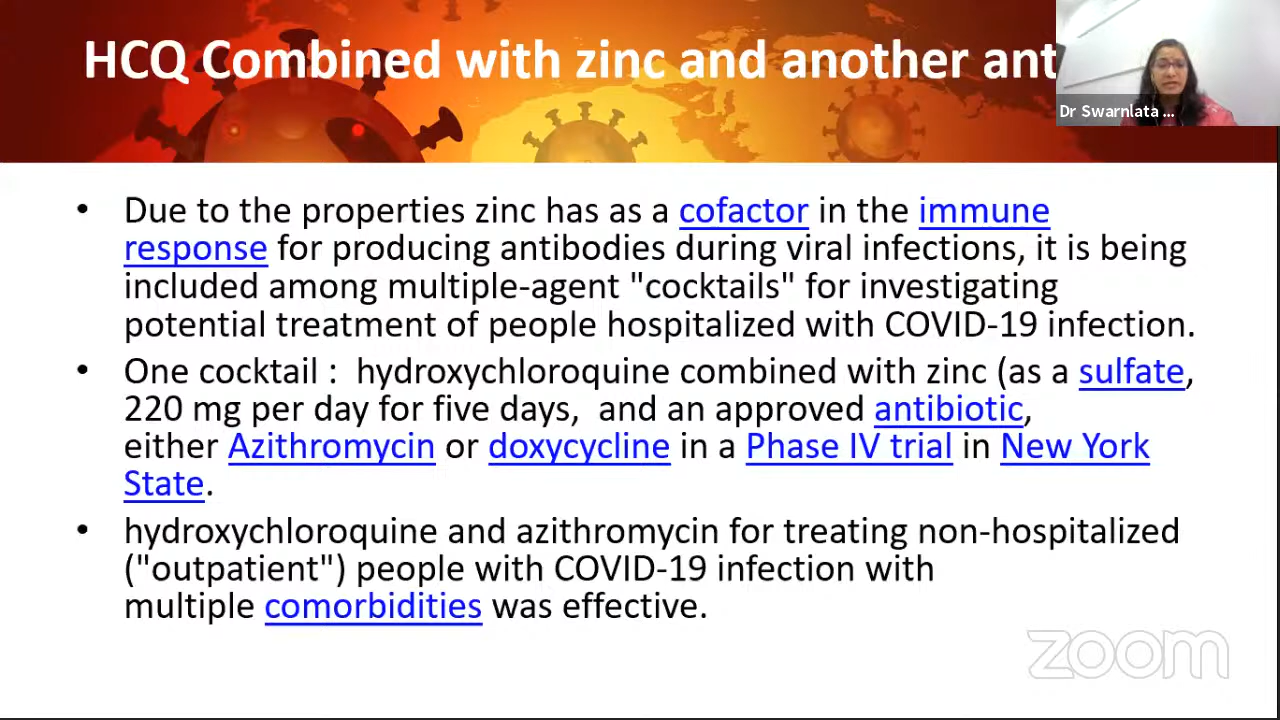 HCQ Combined with zinc and another ant
Dr Swarnlata ...
• Due to the properties zinc has as a cofactor in the immune
response for producing antibodies during viral infections, it is being
included among multiple-agent "cocktails" for investigating
potential treatment of people hospitalized with COVID-19 infection.
• One cocktail :  hydroxychloroquine combined with zinc (as a sulfate,
220 mg per day for five days,  and an approved antibiotic,
either Azithromycin or doxycycline in a Phase IV trial in New York
State.
• hydroxychloroquine and azithromycin for treating non-hospitalized
("outpatient") people with COVID-19 infection with
multiple comorbidities was effective.
zoom